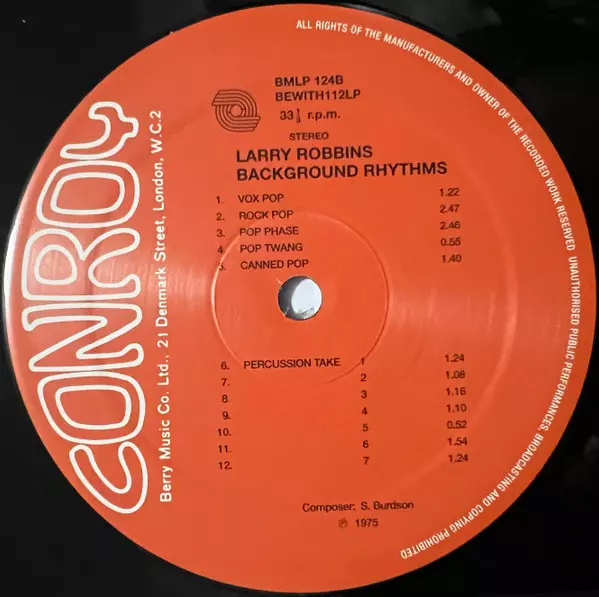 ALL RIGHTS OF THE MANUFACTURERS AND OWNER OF THE RECORDED WORK RESERVED UNAUTHORISED PUBLIC PERFORMANCES, BROADCASTING AND COPYING PROHIBITED
CONROY
Berry Music Co. Ltd., 21 Denmark Street, London, W.C.2
BMLP 124B
BEWITH112LP
33⅓ r.p.m.
STEREO
LARRY ROBBINS
BACKGROUND RHYTHMS
1. VOX POP 1.22
2. ROCK POP 2.47
3 POP PHASE 2.46
4 POP TWANG 0.55
5. CANNED POP 1.40
6. PERCUSSION TAKE 1 1.24
7. 2 1.08
8. 3 1.16
9. 4 1.10
10. 5 0.52
11. 6 1.54
12. 7 1.24
Composer: S. Burdson
℗ 1975